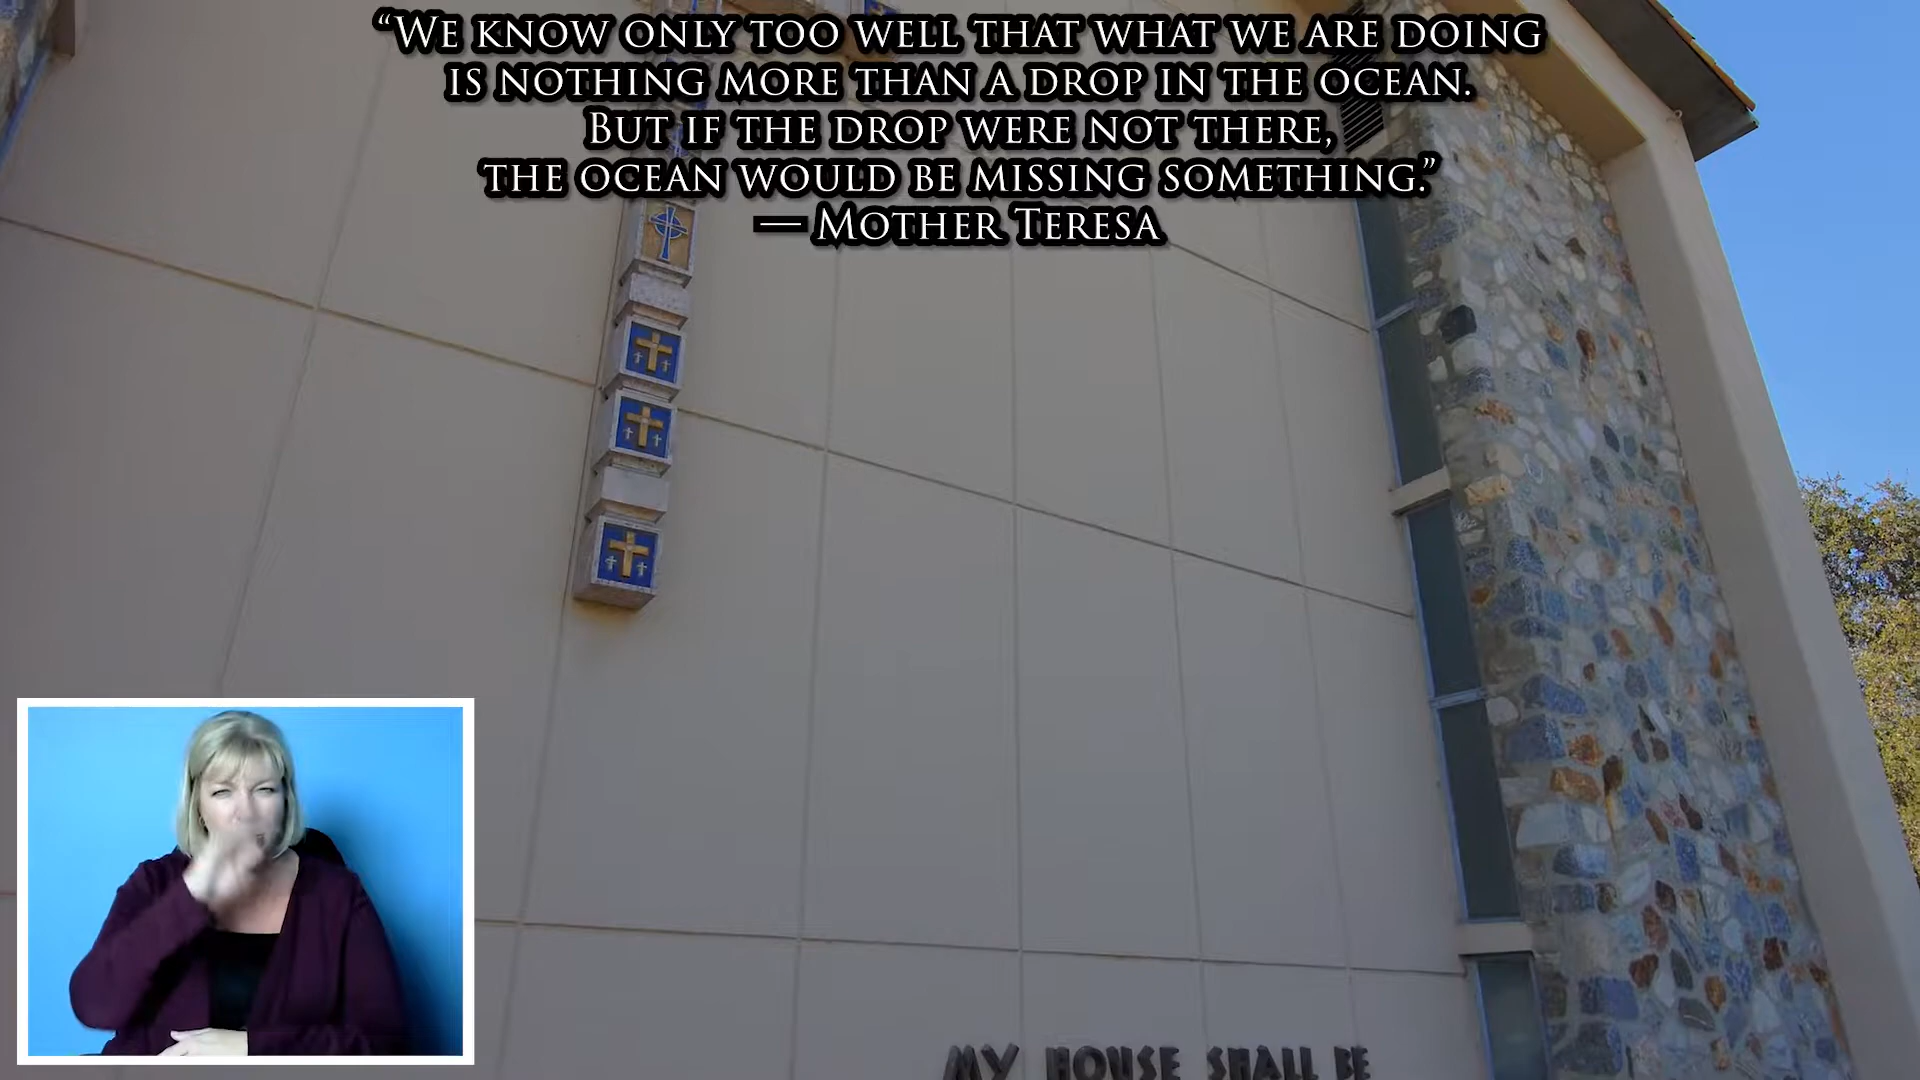 “We know only too well that what we are doing
is nothing more than a drop in the ocean.
But if the drop were not there,
the ocean would be missing something.”
— Mother Teresa
MY HOUSE SHALL BE